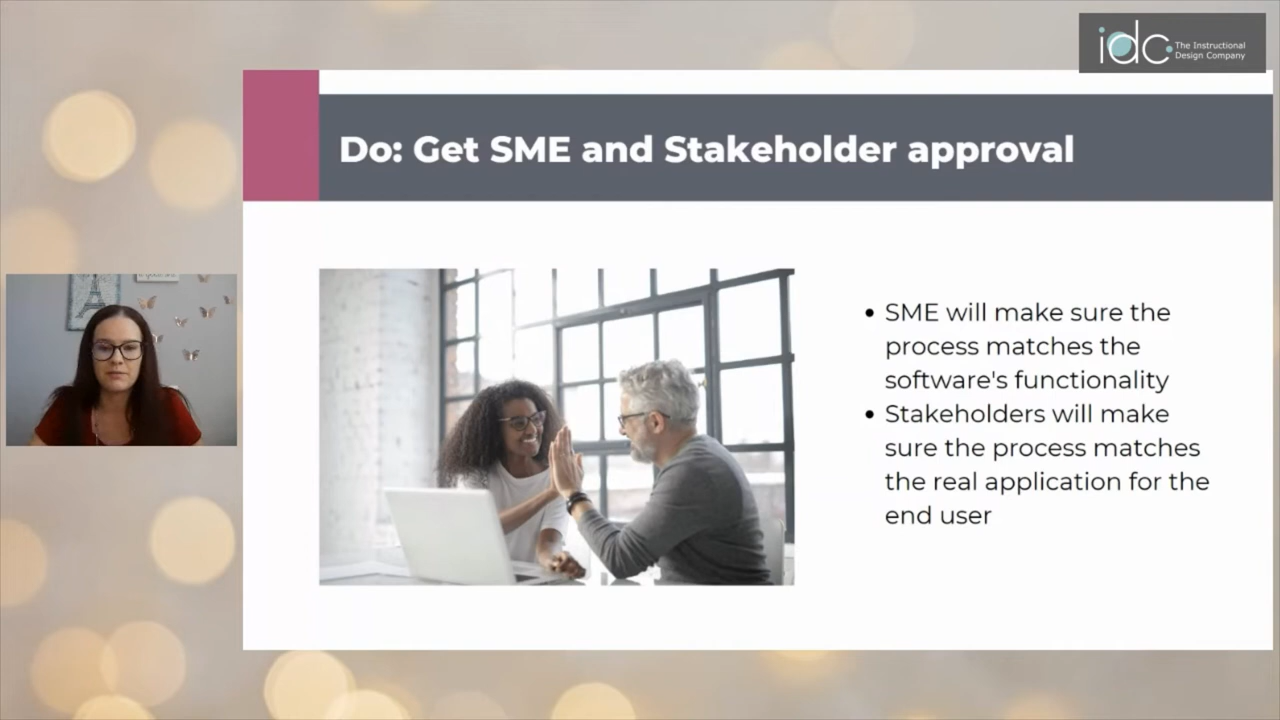 idc
The Instructional
Design Company
Do: Get SME and Stakeholder approval
• SME will make sure the
process matches the
software's functionality
• Stakeholders will make
sure the process matches
the real application for the
end user